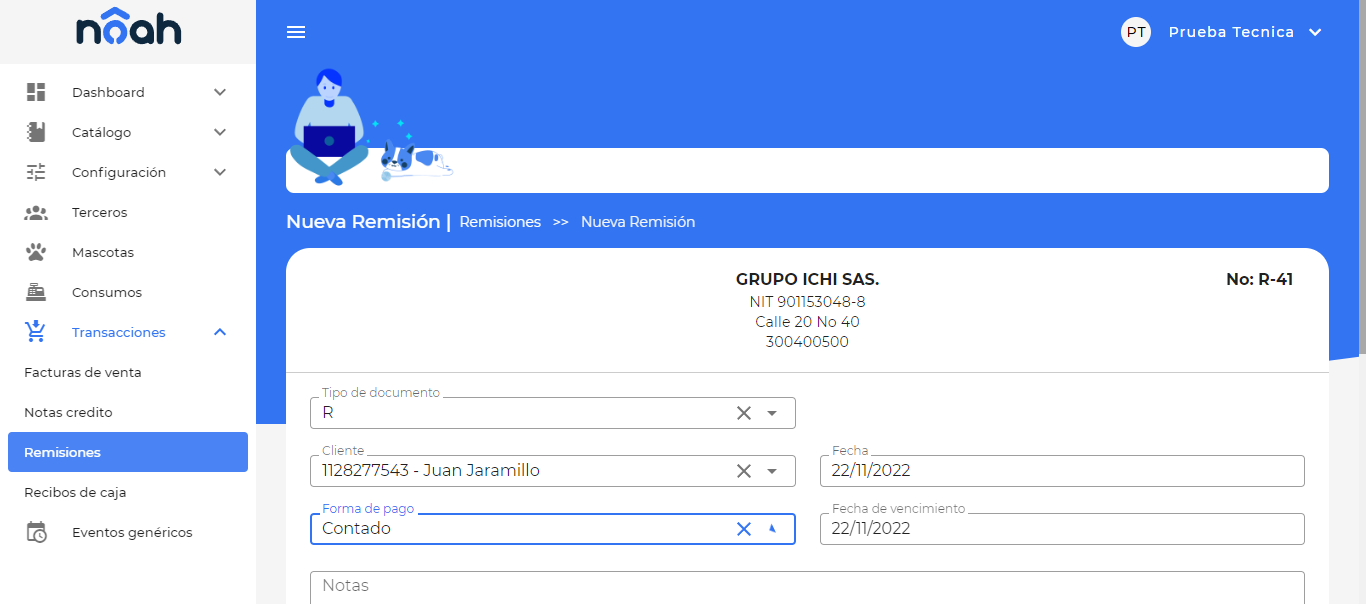 nôah
PT Prueba Tecnica
Dashboard
Catálogo
Configuración
Terceros
Mascotas
Consumos
Transacciones
Facturas de venta
Notas credito
Remisiones
Recibos de caja
Eventos genéricos
Nueva Remisión | Remisiones >> Nueva Remisión
GRUPO ICHI SAS.
No: R-41
NIT 901153048-8
Calle 20 No 40
300400500
Tipo de documento
R
Cliente
1128277543 - Juan Jaramillo
Fecha
22/11/2022
Forma de pago
Contado
Fecha de vencimiento
22/11/2022
Notas